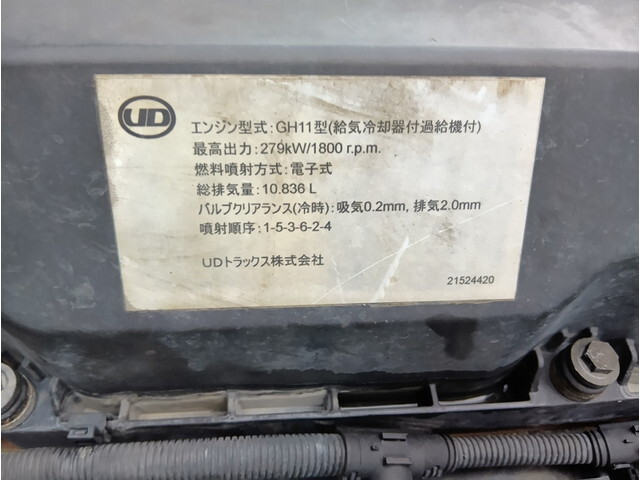 UD
エンジン型式:GH11型(給気冷却器付過給機付)
最高出力:279kW/1800 r.p.m.
燃料噴射方式:電子式
総排気量:10.836 L
バルブクリアランス(冷時):吸気0.2mm, 排気2.0mm
噴射順序:1-5-3-6-2-4
UDトラックス株式会社
21524420